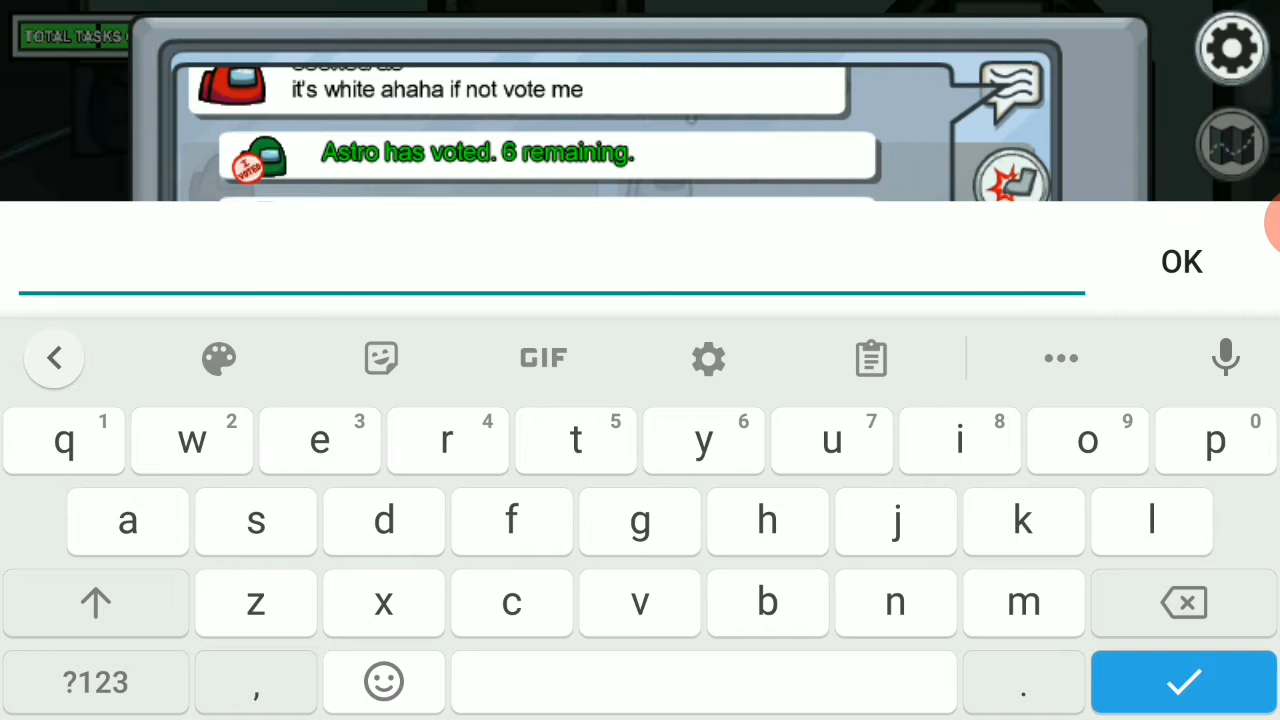 TOTAL TASKS
it's white ahaha if not vote me
I VOTED
Astro has voted. 6 remaining.
OK
GIF
q 1 w 2 e 3 r 4 t 5 y 6 u 7 i 8 o 9 p 0
a s d f g h j k l
z x c v b n m
?123 , .